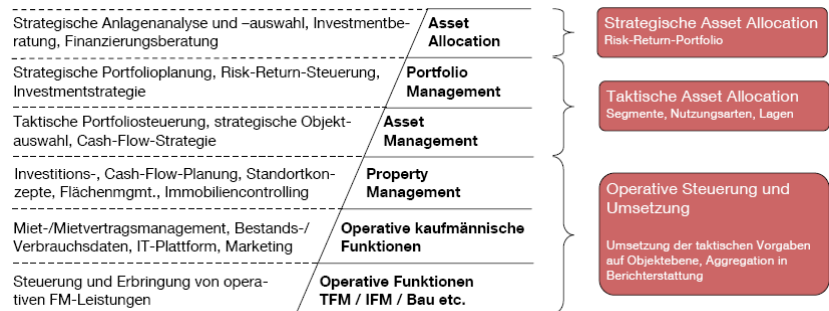 Strategische Anlagenanalyse und –auswahl, Investmentbe-
ratung, Finanzierungsberatung
Asset
Allocation
Strategische Asset Allocation
Risk-Return-Portfolio
Strategische Portfolioplanung, Risk-Return-Steuerung,
Investmentstrategie
Portfolio
Management
Taktische Portfoliosteuerung, strategische Objekt-
auswahl, Cash-Flow-Strategie
Asset
Management
Taktische Asset Allocation
Segmente, Nutzungsarten, Lagen
Investitions-, Cash-Flow-Planung, Standortkon-
zepte, Flächenmgmt., Immobiliencontrolling
Property
Management
Miet-/Mietvertragsmanagement, Bestands-/
Verbrauchsdaten, IT-Plattform, Marketing
Operative kaufmännische
Funktionen
Steuerung und Erbringung von opera-
tiven FM-Leistungen
Operative Funktionen
TFM / IFM / Bau etc.
Operative Steuerung und
Umsetzung
Umsetzung der taktischen Vorgaben
auf Objektebene, Aggregation in
Berichterstattung